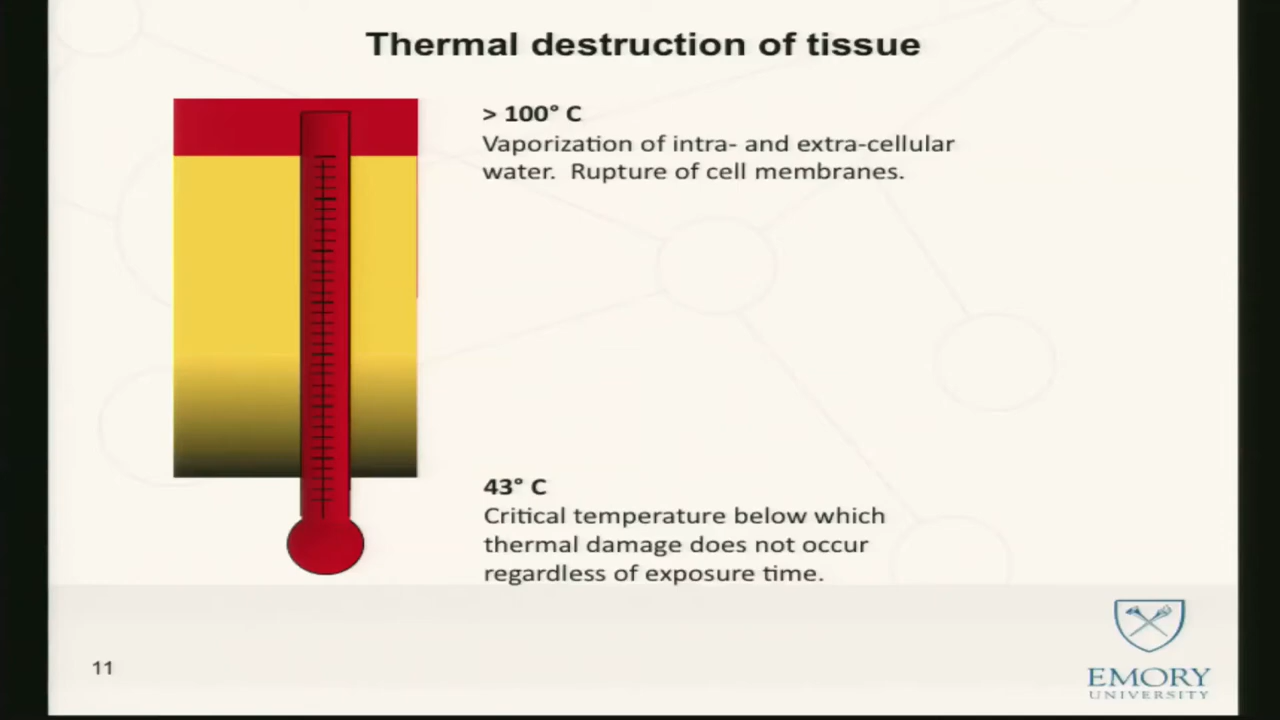 Thermal destruction of tissue
> 100° C
Vaporization of intra- and extra-cellular
water.  Rupture of cell membranes.
43° C
Critical temperature below which
thermal damage does not occur
regardless of exposure time.
11
EMORY
UNIVERSITY